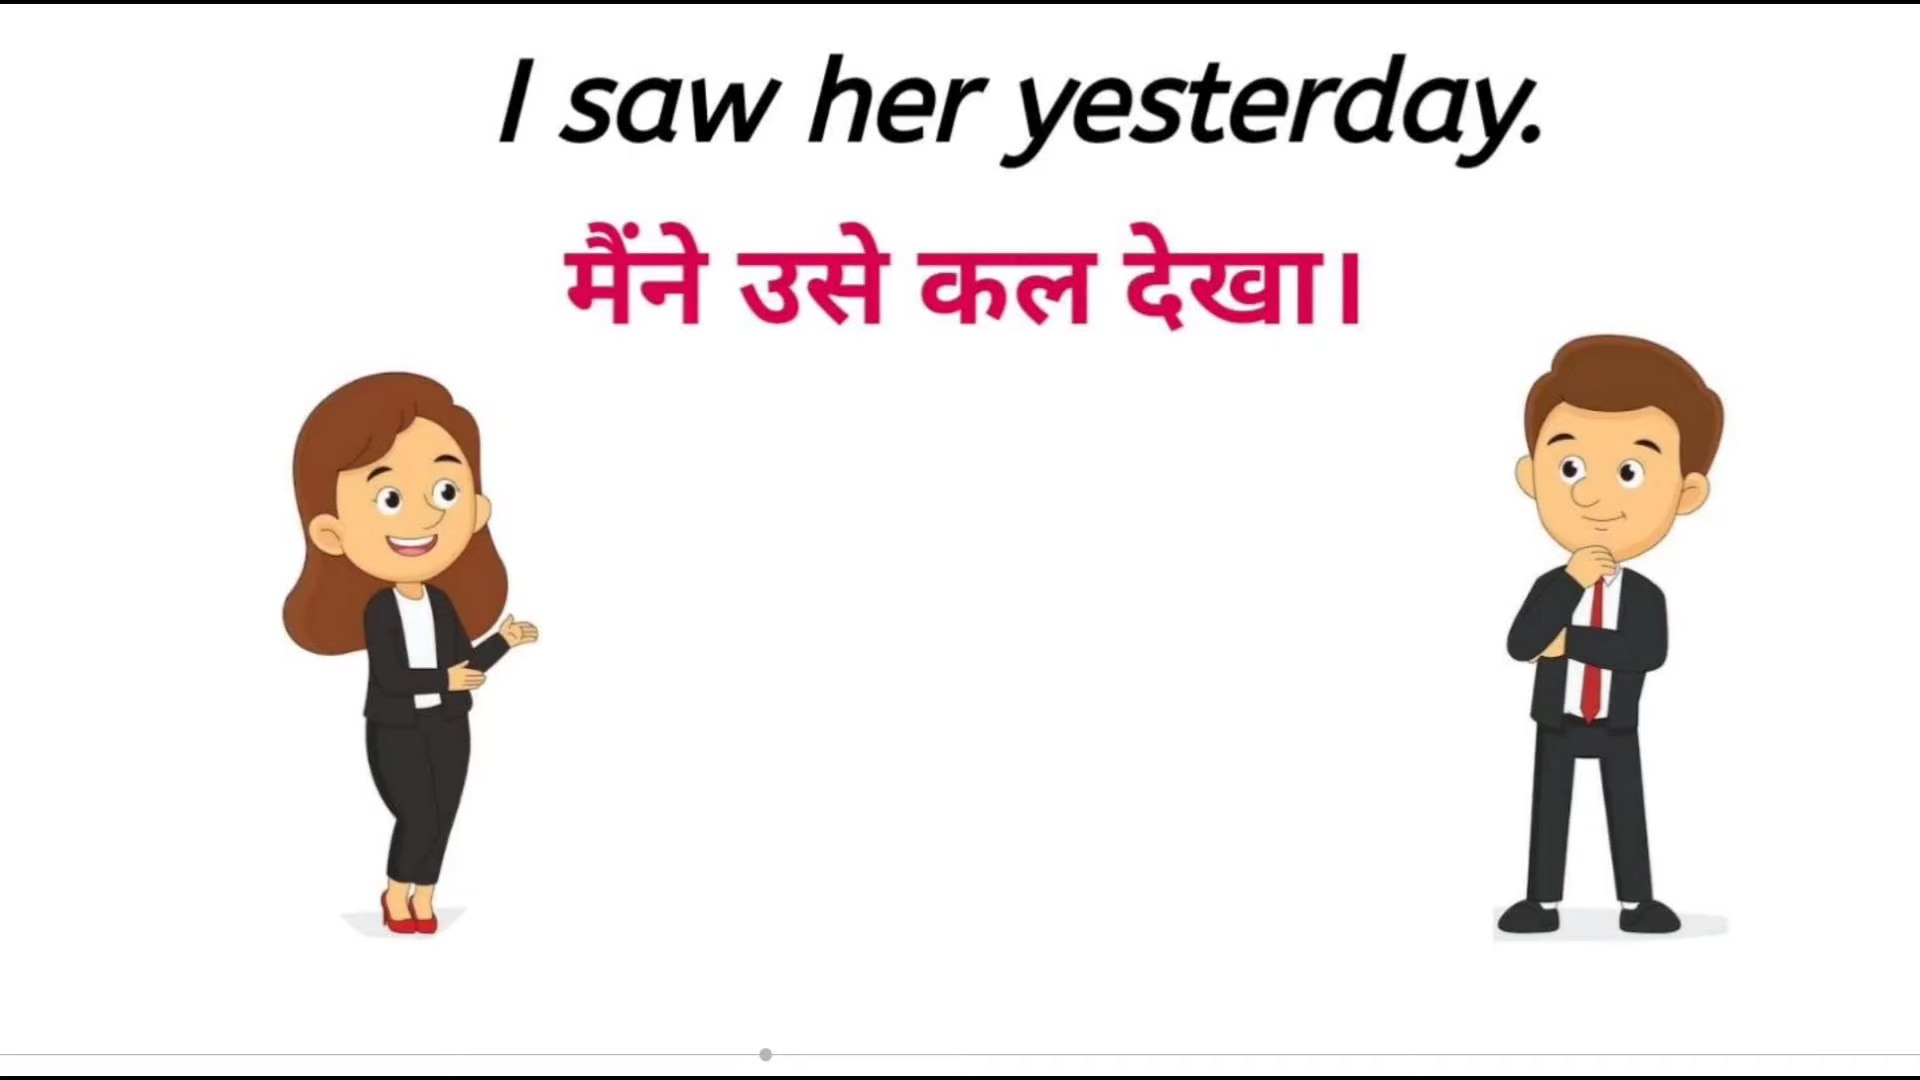 I saw her yesterday.
मैंने उसे कल देखा।